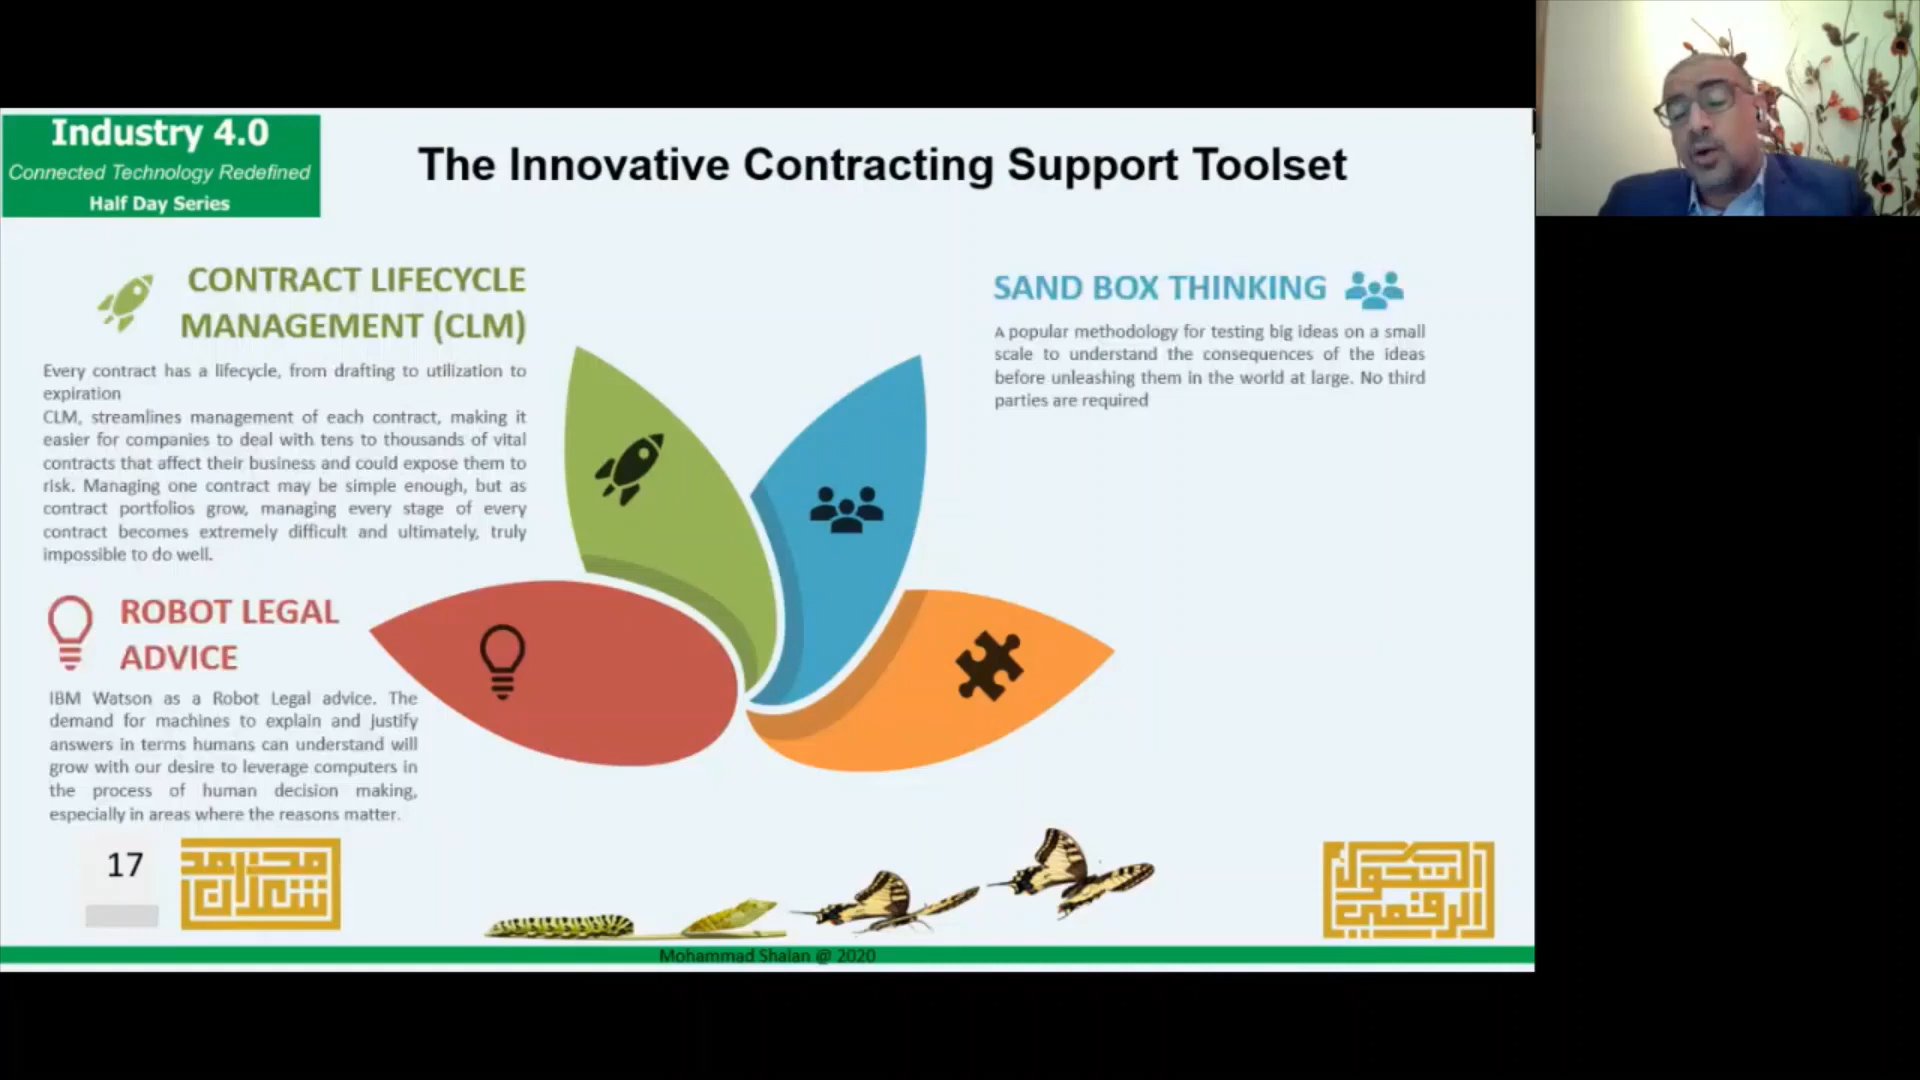 Industry 4.0
Connected Technology Redefined
Half Day Series
The Innovative Contracting Support Toolset
CONTRACT LIFECYCLE
MANAGEMENT (CLM)
Every contract has a lifecycle, from drafting to utilization to
expiration
CLM, streamlines management of each contract, making it
easier for companies to deal with tens to thousands of vital
contracts that affect their business and could expose them to
risk. Managing one contract may be simple enough, but as
contract portfolios grow, managing every stage of every
contract becomes extremely difficult and ultimately, truly
impossible to do well.
ROBOT LEGAL
ADVICE
IBM Watson as a Robot Legal advice. The
demand for machines to explain and justify
answers in terms humans can understand will
grow with our desire to leverage computers in
the process of human decision making,
especially in areas where the reasons matter.
SAND BOX THINKING
A popular methodology for testing big ideas on a small
scale to understand the consequences of the ideas
before unleashing them in the world at large. No third
parties are required
17
محمد
شعلان
التحول
الرقمي
Mohammad Shalan @ 2020